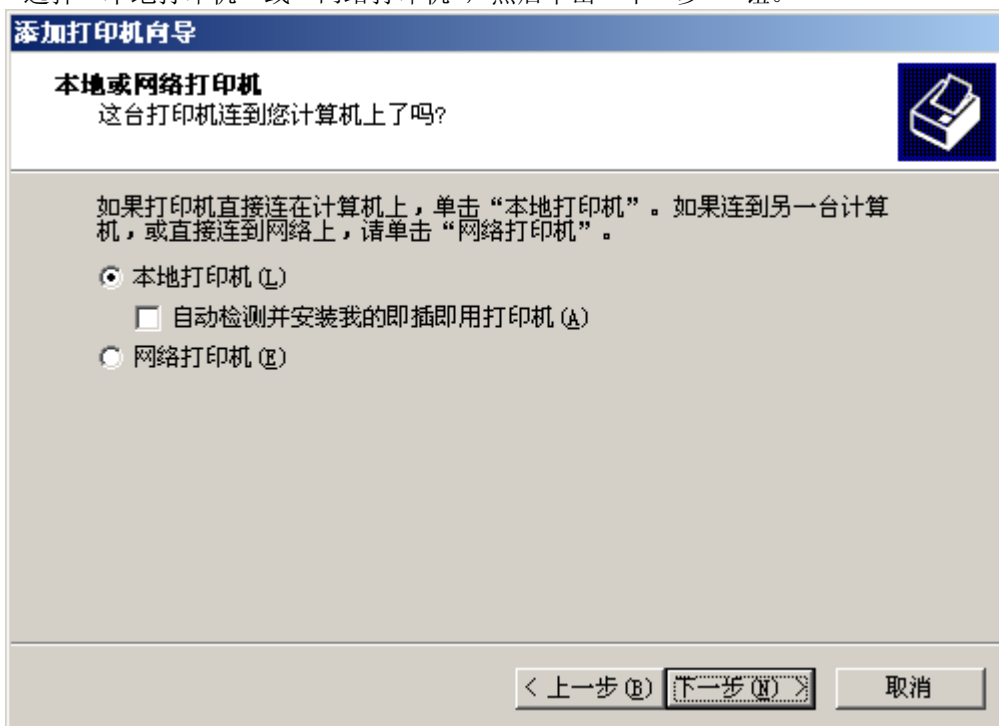 添加打印机向导
本地或网络打印机
这台打印机连到您计算机上了吗?
如果打印机直接连在计算机上，单击“本地打印机”。如果连到另一台计算
机，或直接连到网络上，请单击“网络打印机”。
本地打印机(L)
自动检测并安装我的即插即用打印机(A)
网络打印机(E)
< 上一步(B)
下一步(N) >
取消